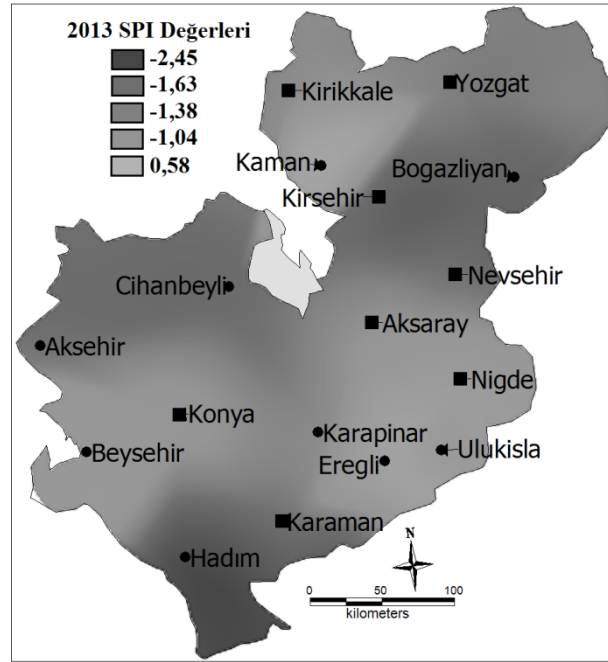 2013 SPI Değerleri
-2,45
-1,63
-1,38
-1,04
0,58
Kirikkale
Yozgat
Kaman
Bogazliyan
Kirsehir
Cihanbeyli
Nevsehir
Aksaray
Aksehir
Nigde
Konya
Karapinar
Beysehir
Ulukisla
Eregli
Karaman
Hadım
N
0 50 100
kilometers